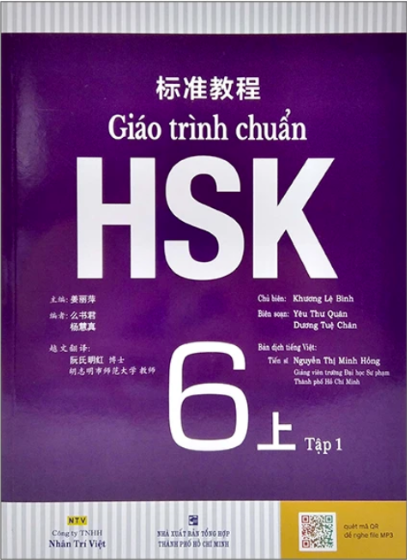 标准教程
Giáo trình chuẩn
HSK
主编: 姜丽萍
编者: 么书君
杨慧真
越文翻译:
阮氏明红 博士
胡志明市师范大学 教师
Chủ biên: Khương Lệ Bình
Biên soạn: Yêu Thu Quán
Dương Tuệ Chân
Bản dịch tiếng Việt:
Tiến sĩ Nguyễn Thị Minh Hồng
Giảng viên trường Đại học Sư phạm
Thành phố Hồ Chí Minh
6上 Tập 1
NTV
Công ty TNHH
Nhân Trí Việt
NHÀ XUẤT BẢN TỔNG HỢP
THÀNH PHỐ HỒ CHÍ MINH
quét mã QR
để nghe file MP3